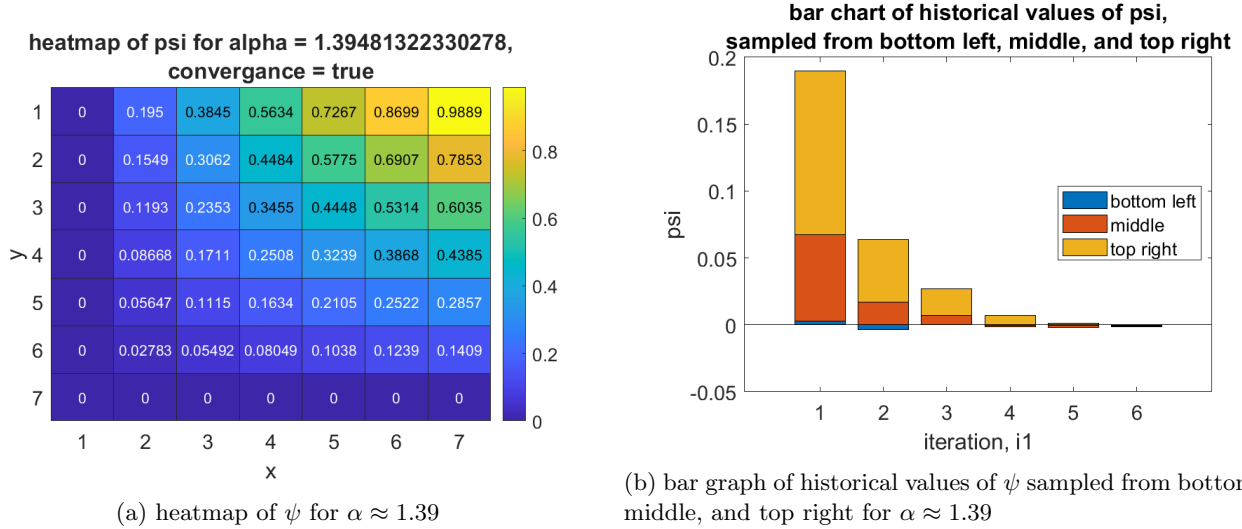 heatmap of psi for alpha = 1.39481322330278,
convergance = true
1 0 0.195 0.3845 0.5634 0.7267 0.8699 0.9889
2 0 0.1549 0.3062 0.4484 0.5775 0.6907 0.7853
3 0 0.1193 0.2353 0.3455 0.4448 0.5314 0.6035
4 0 0.08668 0.1711 0.2508 0.3239 0.3868 0.4385
5 0 0.05647 0.1115 0.1634 0.2105 0.2522 0.2857
6 0 0.02783 0.05492 0.08049 0.1038 0.1239 0.1409
7 0 0 0 0 0 0 0
y
1 2 3 4 5 6 7
x
0.8
0.6
0.4
0.2
0
(a) heatmap of ψ for α ≈ 1.39
bar chart of historical values of psi,
sampled from bottom left, middle, and top right
0.2
0.15
0.1
0.05
0
-0.05
psi
bottom left
middle
top right
1 2 3 4 5 6
iteration, i1
(b) bar graph of historical values of ψ sampled from bottom
middle, and top right for α ≈ 1.39